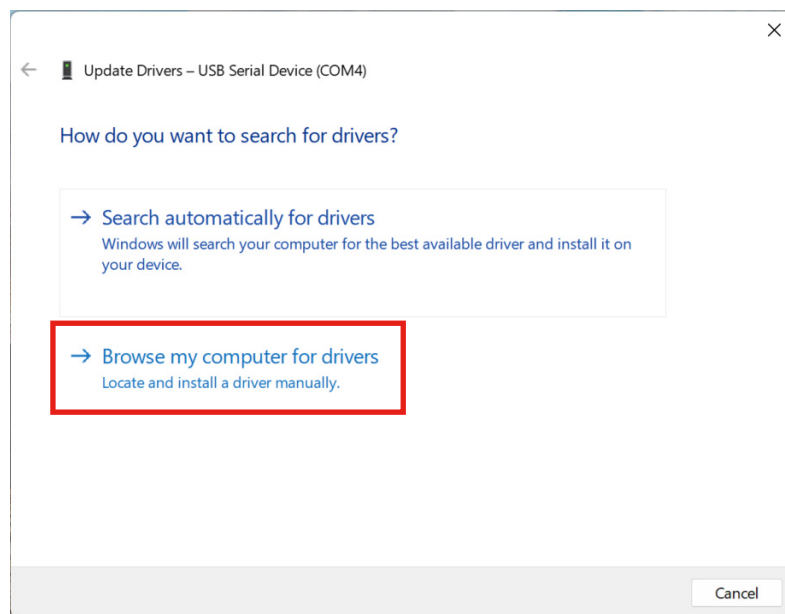 Update Drivers – USB Serial Device (COM4)
How do you want to search for drivers?
Search automatically for drivers
Windows will search your computer for the best available driver and install it on
your device.
Browse my computer for drivers
Locate and install a driver manually.
Cancel